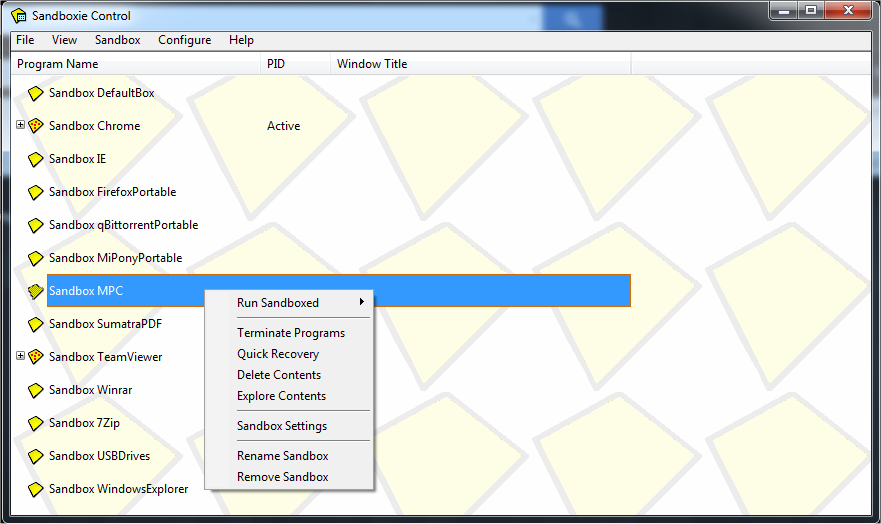 Sandboxie Control
File View Sandbox Configure Help
Program Name PID Window Title
Sandbox DefaultBox
Sandbox Chrome Active
Sandbox IE
Sandbox FirefoxPortable
Sandbox qBittorrentPortable
Sandbox MiPonyPortable
Sandbox MPC
Sandbox SumatraPDF
Sandbox TeamViewer
Sandbox Winrar
Sandbox 7Zip
Sandbox USBDrives
Sandbox WindowsExplorer
Run Sandboxed
Terminate Programs
Quick Recovery
Delete Contents
Explore Contents
Sandbox Settings
Rename Sandbox
Remove Sandbox